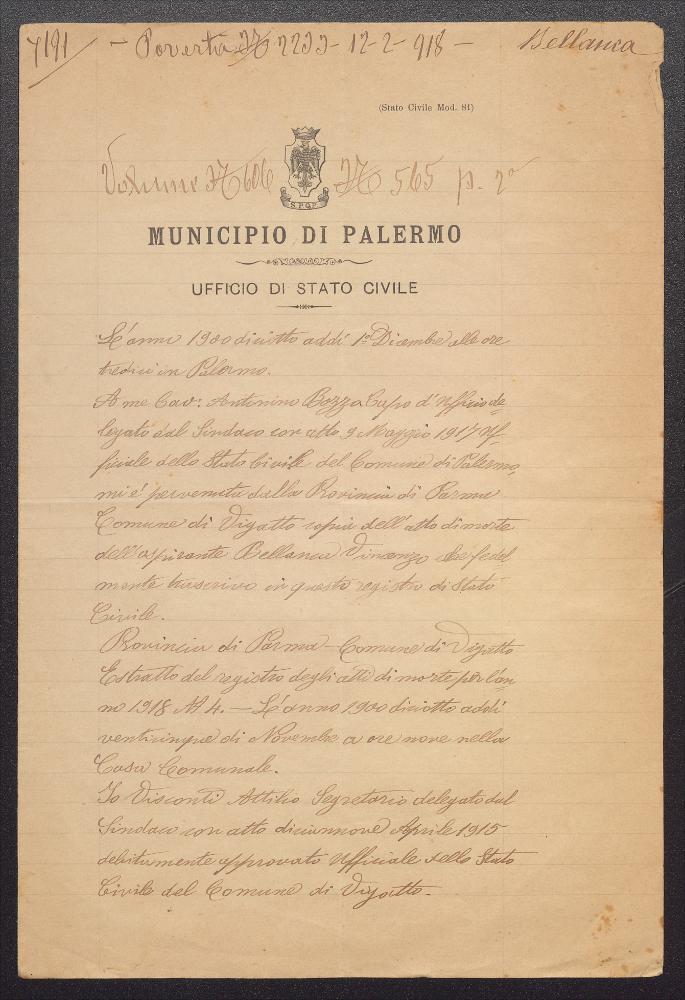 7191 - Povertà No 2233 - 12-2-918 - Bellanca
(Stato Civile Mod. 81)
Volume No 606 No 565 p. 2a
S.P.Q.P.
MUNICIPIO DI PALERMO
UFFICIO DI STATO CIVILE
L'anno 1900 diciotto addì 1° Dicembre alle ore
tredici in Palermo.
A me Cav: Antonino Bozza Capo d'Ufficio de
legato dal Sindaco con atto 9 Maggio 1917 Uf
ficiale dello Stato Civile del Comune di Palermo,
mi è pervenuta dalla Provincia di Parma
Comune di Vigatto copia dell'atto di morte
dell'aspirante Bellanca Vincenzo che fedel
mente trascrivo in questo registro di Stato
Civile.
Provincia di Parma - Comune di Vigatto
Estratto del registro degli atti di morte per l'an
no 1918 N 4. - L'anno 1900 diciotto addì
venticinque di Novembre a ore nove nella
Casa Comunale.
Io Visconti Attilio Segretario delegato dal
Sindaco con atto diciannove Aprile 1915
debitamente approvato Ufficiale dello Stato
Civile del Comune di Vigatto.